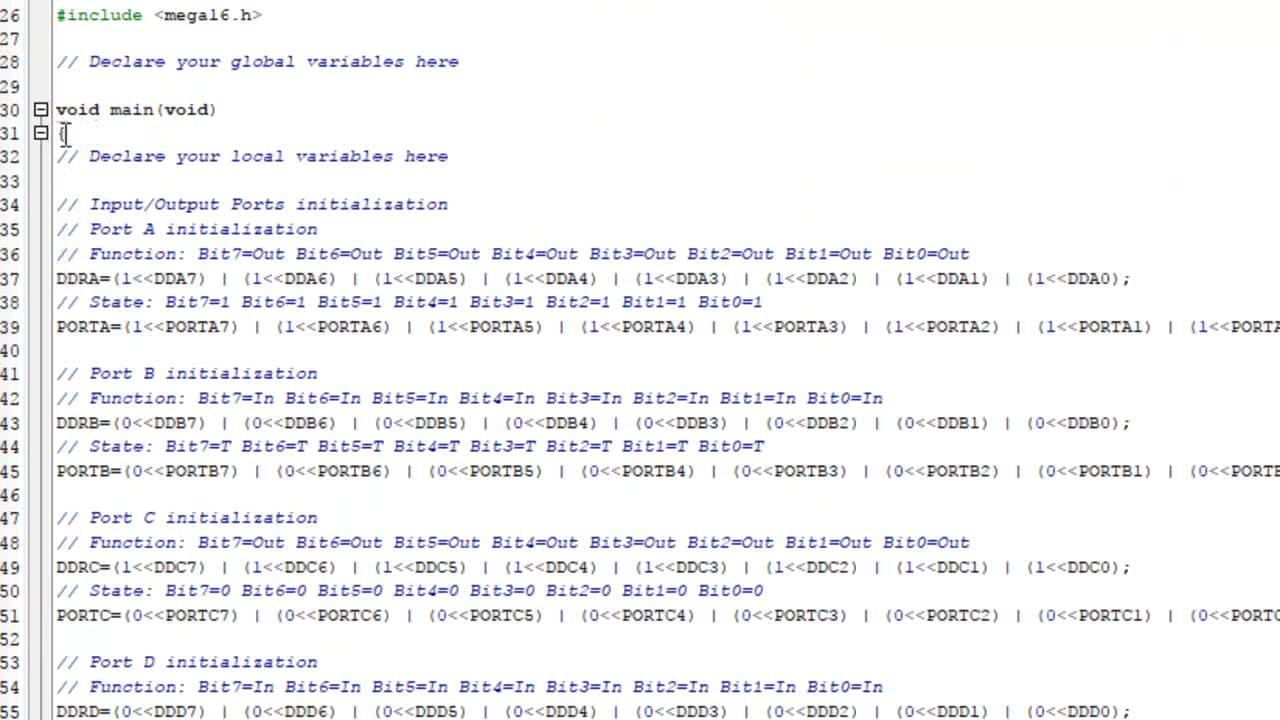 26 #include <mega16.h>
27
28 // Declare your global variables here
29
30 void main(void)
31 {
32 // Declare your local variables here
33
34 // Input/Output Ports initialization
35 // Port A initialization
36 // Function: Bit7=Out Bit6=Out Bit5=Out Bit4=Out Bit3=Out Bit2=Out Bit1=Out Bit0=Out
37 DDRA=(1<<DDA7) | (1<<DDA6) | (1<<DDA5) | (1<<DDA4) | (1<<DDA3) | (1<<DDA2) | (1<<DDA1) | (1<<DDA0);
38 // State: Bit7=1 Bit6=1 Bit5=1 Bit4=1 Bit3=1 Bit2=1 Bit1=1 Bit0=1
39 PORTA=(1<<PORTA7) | (1<<PORTA6) | (1<<PORTA5) | (1<<PORTA4) | (1<<PORTA3) | (1<<PORTA2) | (1<<PORTA1) | (1<<PORTA
40
41 // Port B initialization
42 // Function: Bit7=In Bit6=In Bit5=In Bit4=In Bit3=In Bit2=In Bit1=In Bit0=In
43 DDRB=(0<<DDB7) | (0<<DDB6) | (0<<DDB5) | (0<<DDB4) | (0<<DDB3) | (0<<DDB2) | (0<<DDB1) | (0<<DDB0);
44 // State: Bit7=T Bit6=T Bit5=T Bit4=T Bit3=T Bit2=T Bit1=T Bit0=T
45 PORTB=(0<<PORTB7) | (0<<PORTB6) | (0<<PORTB5) | (0<<PORTB4) | (0<<PORTB3) | (0<<PORTB2) | (0<<PORTB1) | (0<<PORTB
46
47 // Port C initialization
48 // Function: Bit7=Out Bit6=Out Bit5=Out Bit4=Out Bit3=Out Bit2=Out Bit1=Out Bit0=Out
49 DDRC=(1<<DDC7) | (1<<DDC6) | (1<<DDC5) | (1<<DDC4) | (1<<DDC3) | (1<<DDC2) | (1<<DDC1) | (1<<DDC0);
50 // State: Bit7=0 Bit6=0 Bit5=0 Bit4=0 Bit3=0 Bit2=0 Bit1=0 Bit0=0
51 PORTC=(0<<PORTC7) | (0<<PORTC6) | (0<<PORTC5) | (0<<PORTC4) | (0<<PORTC3) | (0<<PORTC2) | (0<<PORTC1) | (0<<PORTC
52
53 // Port D initialization
54 // Function: Bit7=In Bit6=In Bit5=In Bit4=In Bit3=In Bit2=In Bit1=In Bit0=In
55 DDRD=(0<<DDD7) | (0<<DDD6) | (0<<DDD5) | (0<<DDD4) | (0<<DDD3) | (0<<DDD2) | (0<<DDD1) | (0<<DDD0);